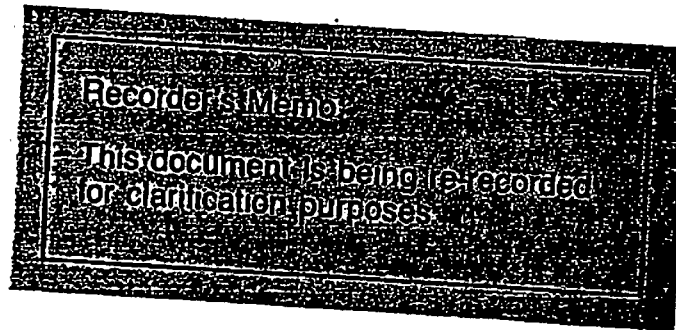 Recorder's Memo:
This document is being re-recorded
for clarification purposes.